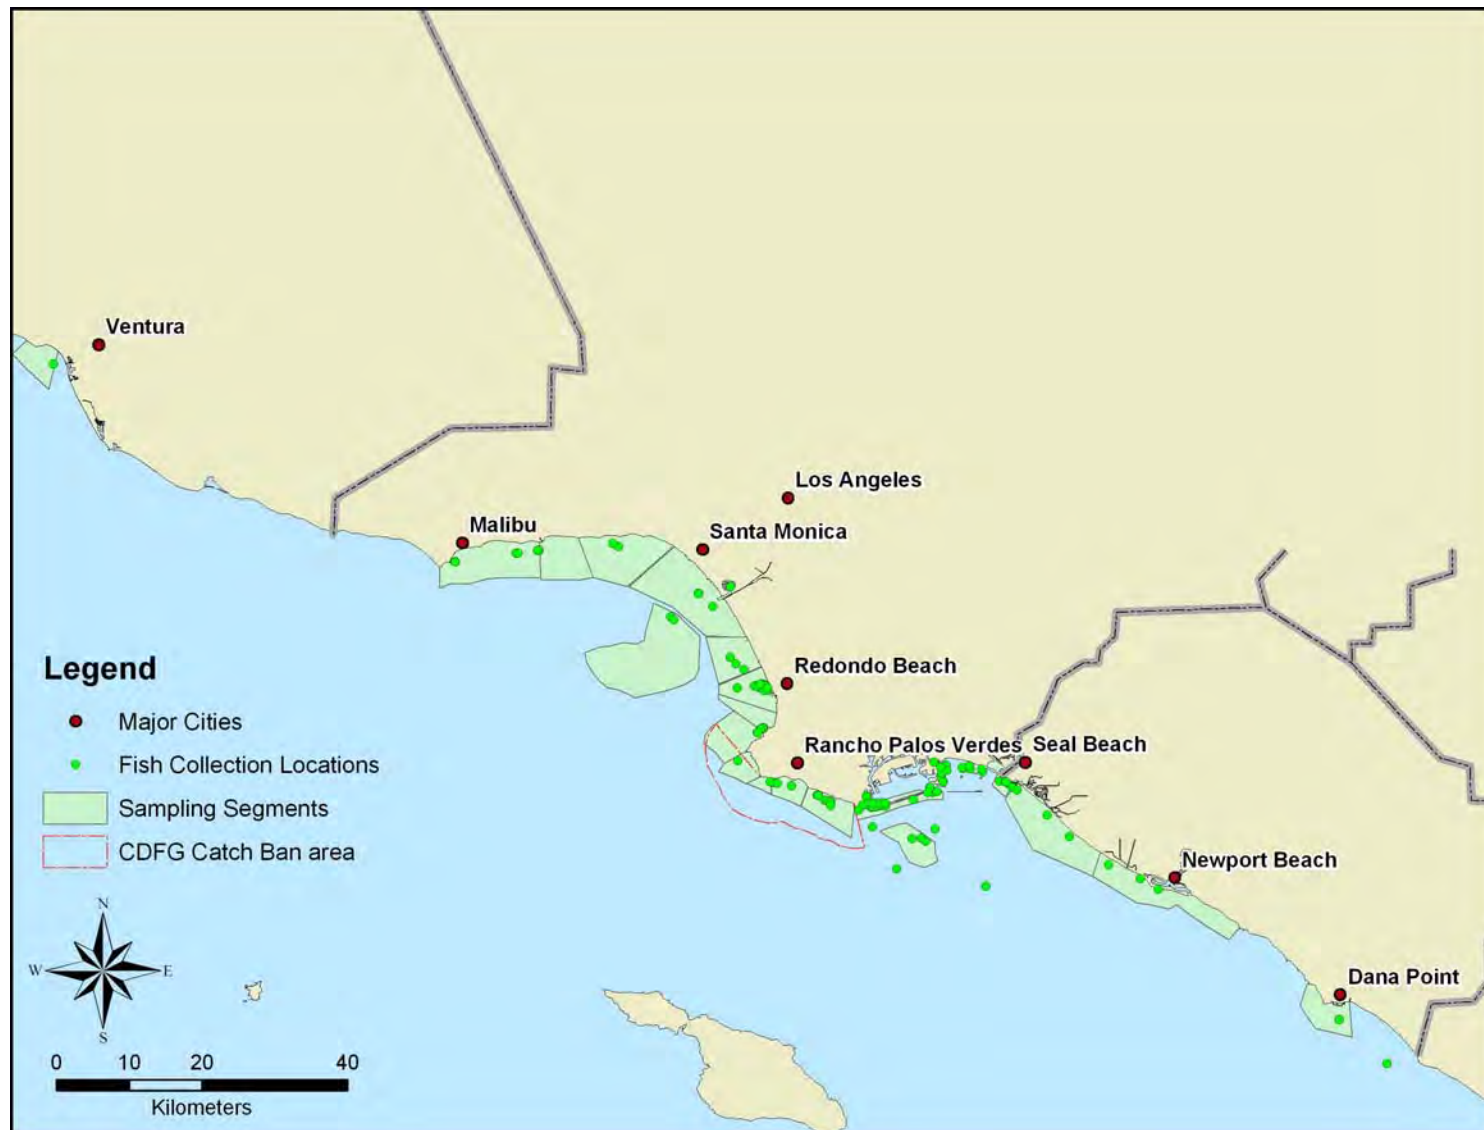 Ventura
Los Angeles
Malibu
Santa Monica
Redondo Beach
Rancho Palos Verdes
Seal Beach
Newport Beach
Dana Point
Legend
Major Cities
Fish Collection Locations
Sampling Segments
CDFG Catch Ban area
N
W
E
S
0 10 20 40
Kilometers